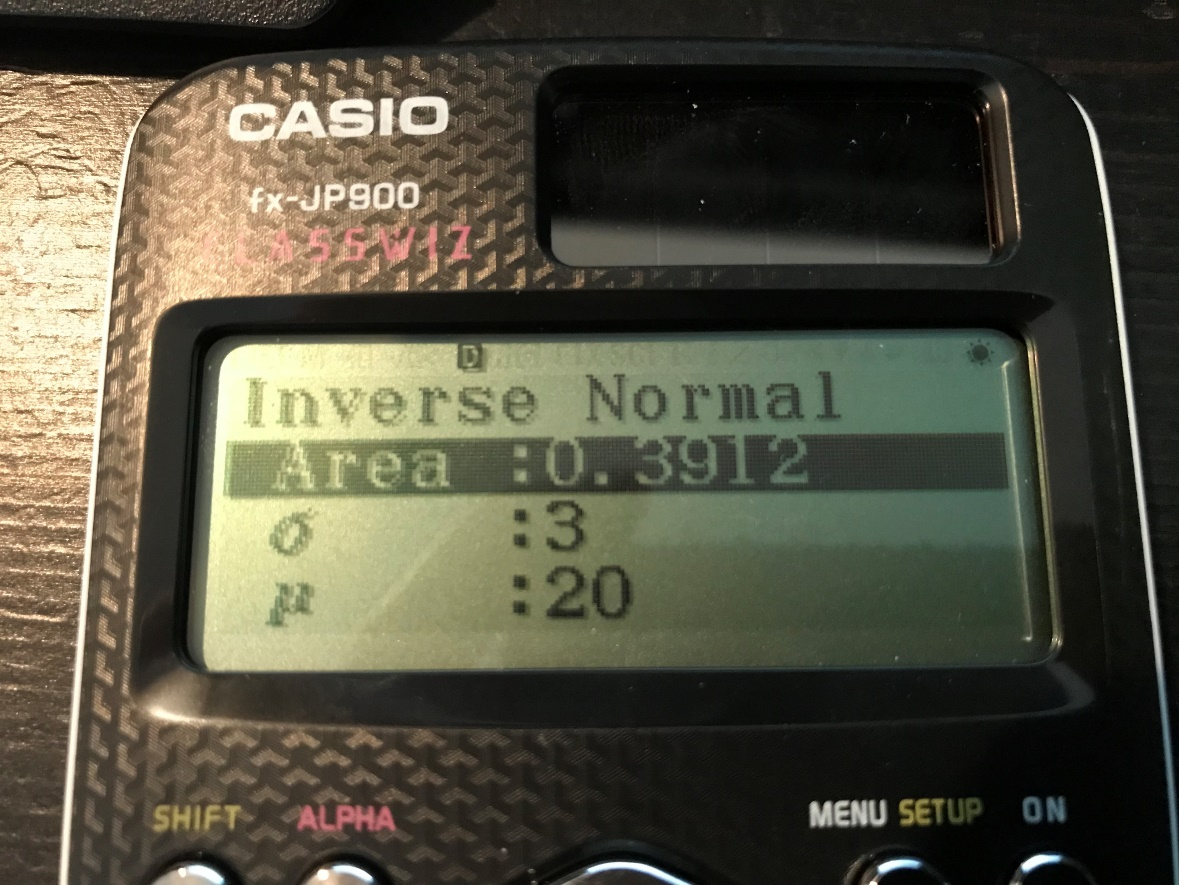 CASIO
fx-JP900
CLASSWIZ
D
Inverse Normal
Area :0.3912
σ :3
μ :20
SHIFT ALPHA MENU SETUP ON